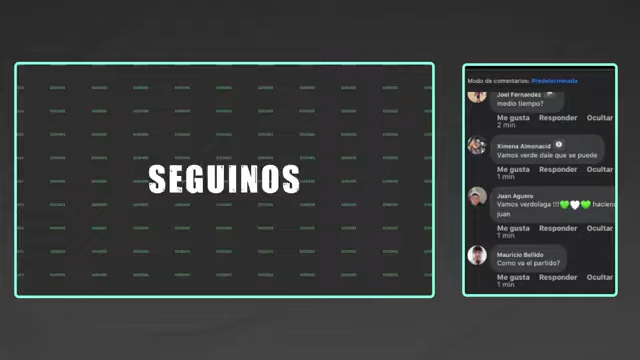 SEGUINOS
Modo de comentarios: Predeterminada
Joel Fernandez
medio tiempo?
Me gusta Responder Ocultar
2 min
Ximena Almonacid
Vamos verde dale que se puede
Me gusta Responder Ocultar
1 min
Juan Aguero
Vamos verdolaga !!!💚🤍💚 haciend
juan
Me gusta Responder Ocultar
1 min
Mauricio Bellido
Como va el partido?
Me gusta Responder Ocultar
1 min